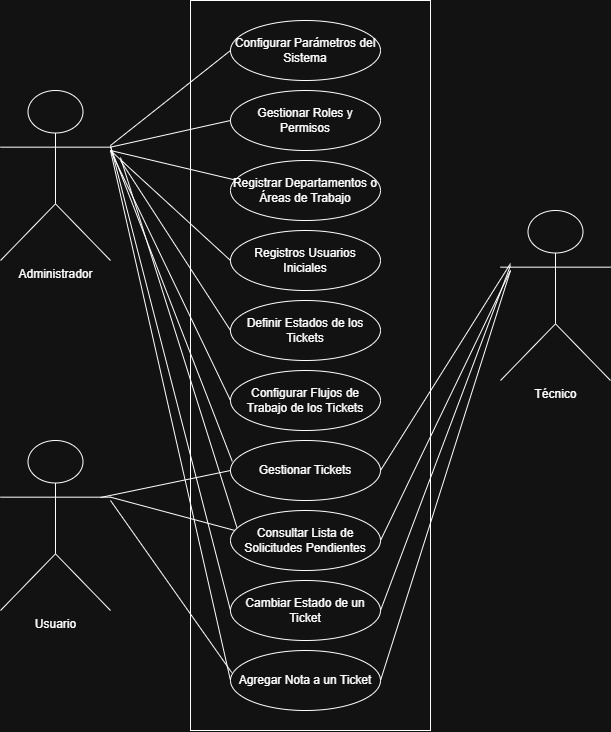 Configurar Parámetros del
Sistema
Gestionar Roles y
Permisos
Registrar Departamentos o
Áreas de Trabajo
Administrador
Registros Usuarios
Iniciales
Definir Estados de los
Tickets
Configurar Flujos de
Trabajo de los Tickets
Técnico
Gestionar Tickets
Consultar Lista de
Solicitudes Pendientes
Cambiar Estado de un
Ticket
Usuario
Agregar Nota a un Ticket